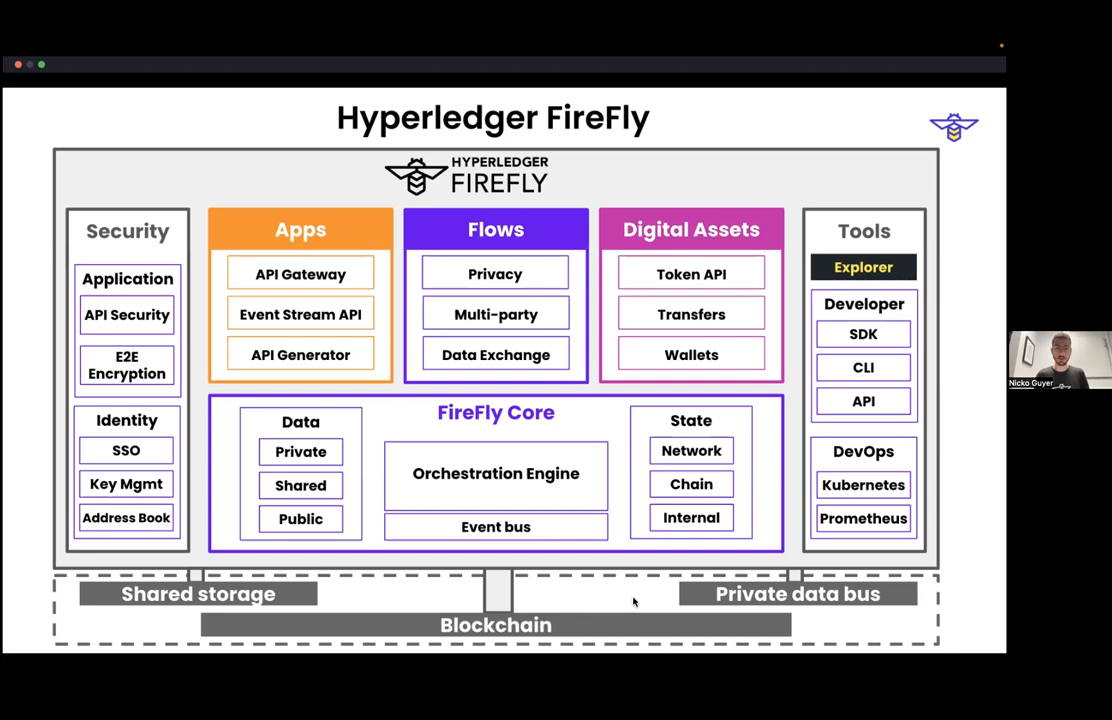 Hyperledger FireFly
HYPERLEDGER
FIREFLY
Security
Application
API Security
E2E
Encryption
Identity
SSO
Key Mgmt
Address Book
Apps
API Gateway
Event Stream API
API Generator
Flows
Privacy
Multi-party
Data Exchange
Digital Assets
Token API
Transfers
Wallets
FireFly Core
Data
Private
Shared
Public
Orchestration Engine
Event bus
State
Network
Chain
Internal
Tools
Explorer
Developer
SDK
CLI
API
DevOps
Kubernetes
Prometheus
Shared storage
Private data bus
Blockchain
Nicko Guyer